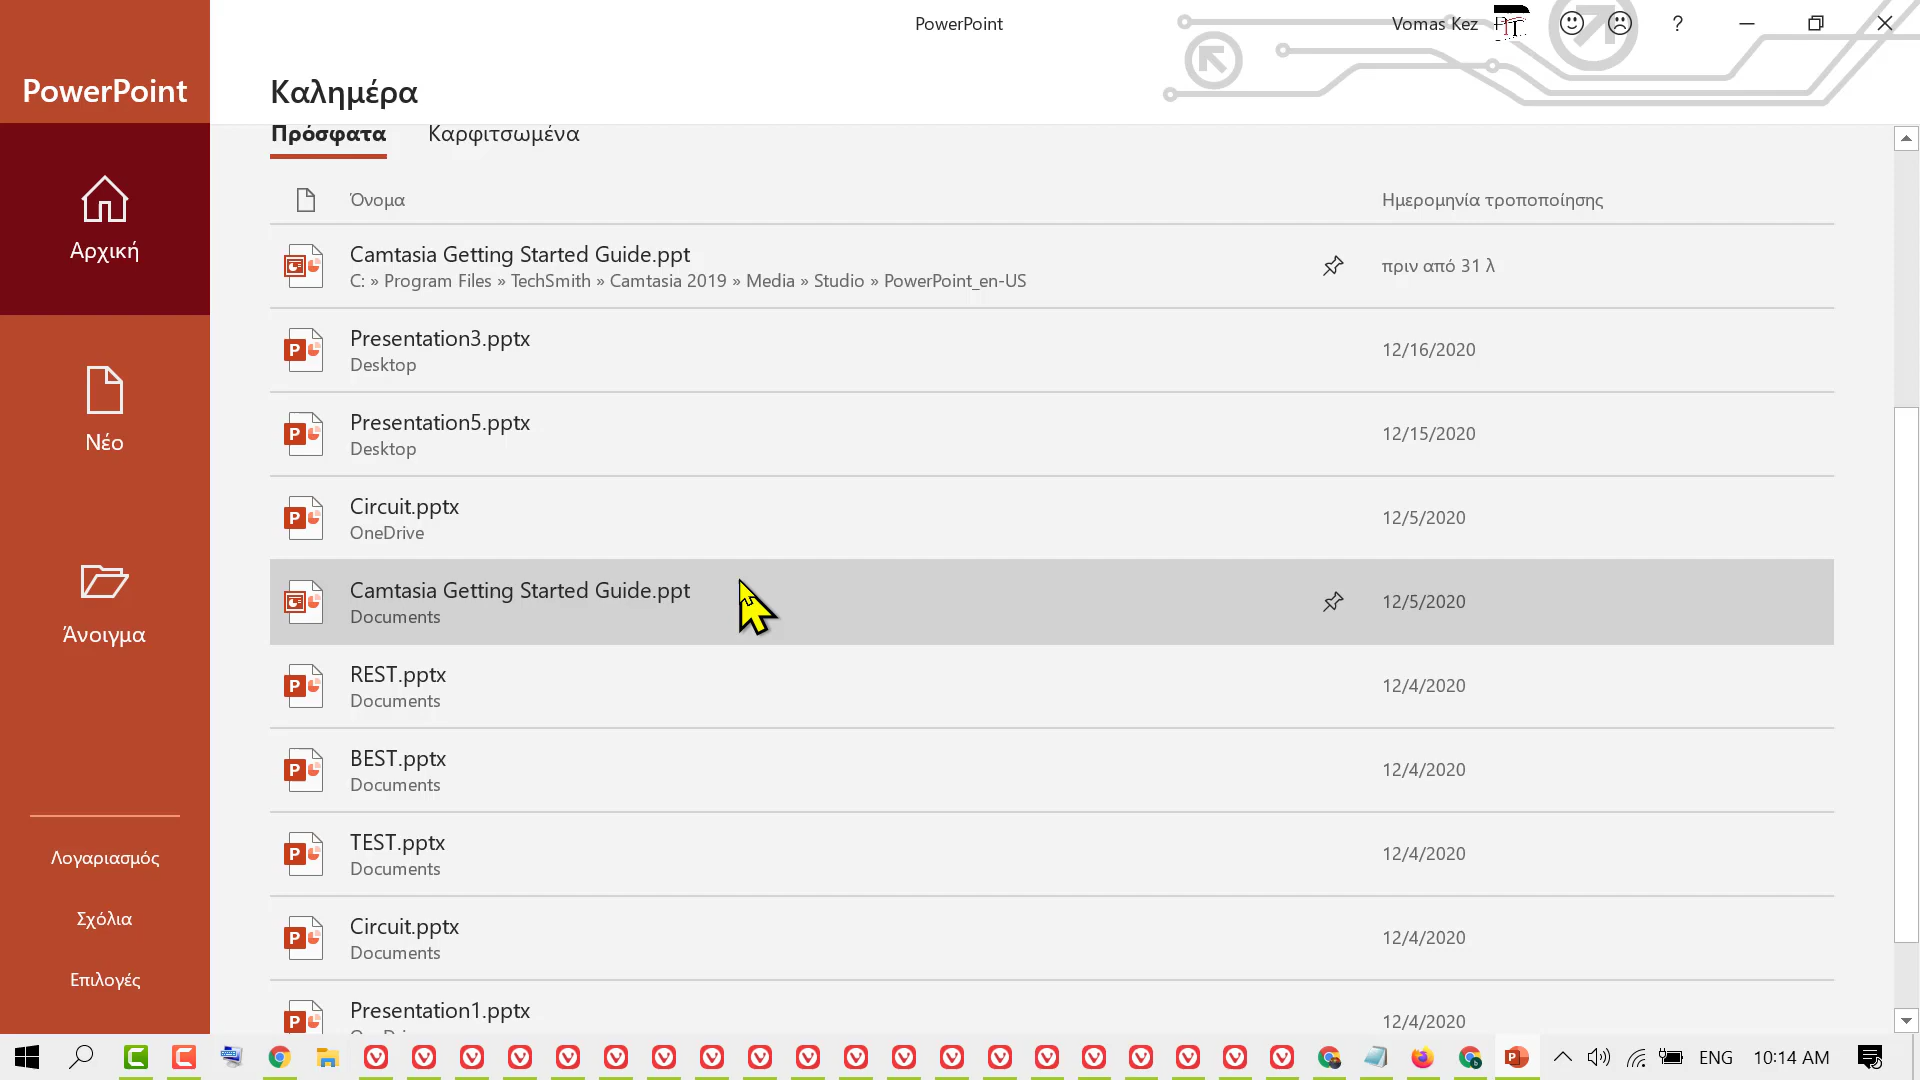 PowerPoint
Vomas Kez
PowerPoint
Καλημέρα
Πρόσφατα
Καρφιτσωμένα
Όνομα
Ημερομηνία τροποποίησης
Camtasia Getting Started Guide.ppt
C: » Program Files » TechSmith » Camtasia 2019 » Media » Studio » PowerPoint_en-US
πριν από 31 λ
Presentation3.pptx
Desktop
12/16/2020
Presentation5.pptx
Desktop
12/15/2020
Circuit.pptx
OneDrive
12/5/2020
Camtasia Getting Started Guide.ppt
Documents
12/5/2020
REST.pptx
Documents
12/4/2020
BEST.pptx
Documents
12/4/2020
TEST.pptx
Documents
12/4/2020
Circuit.pptx
Documents
12/4/2020
Presentation1.pptx
12/4/2020
Αρχική
Νέο
Άνοιγμα
Λογαριασμός
Σχόλια
Επιλογές
ENG
10:14 AM